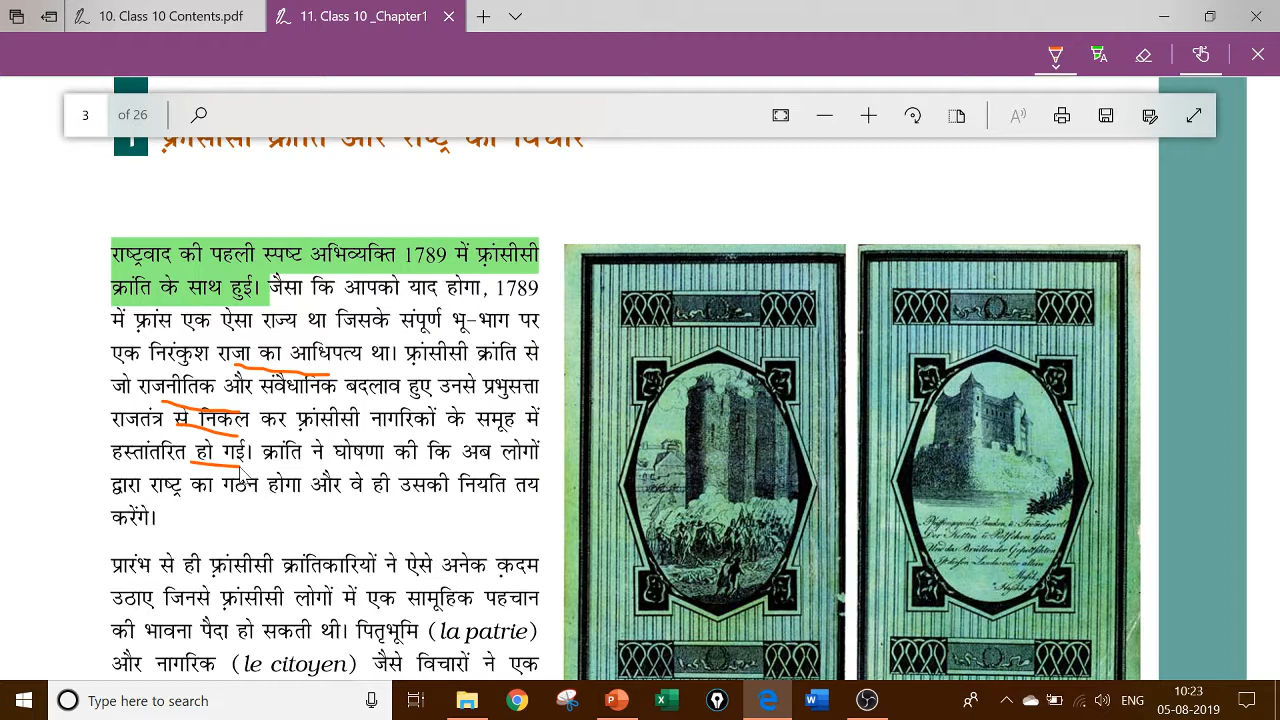 11. Class 10 Contents.pdf
11. Class 10 _Chapter1
3 of 26
1 फ़्रांसीसी क्रांति और राष्ट्र का विचार
राष्ट्रवाद की पहली स्पष्ट अभिव्यक्ति 1789 में फ़्रांसीसी
क्रांति के साथ हुई। जैसा कि आपको याद होगा, 1789
में फ़्रांस एक ऐसा राज्य था जिसके संपूर्ण भू-भाग पर
एक निरंकुश राजा का आधिपत्य था। फ़्रांसीसी क्रांति से
जो राजनीतिक और संवैधानिक बदलाव हुए उनसे प्रभुसत्ता
राजतंत्र से निकल कर फ़्रांसीसी नागरिकों के समूह में
हस्तांतरित हो गई। क्रांति ने घोषणा की कि अब लोगों
द्वारा राष्ट्र का गठन होगा और वे ही उसकी नियति तय
करेंगे।
प्रारंभ से ही फ़्रांसीसी क्रांतिकारियों ने ऐसे अनेक क़दम
उठाए जिनसे फ़्रांसीसी लोगों में एक सामूहिक पहचान
की भावना पैदा हो सकती थी। पितृभूमि (la patrie)
और नागरिक (le citoyen) जैसे विचारों ने एक
Type here to search
ENG
10:23
05-08-2019